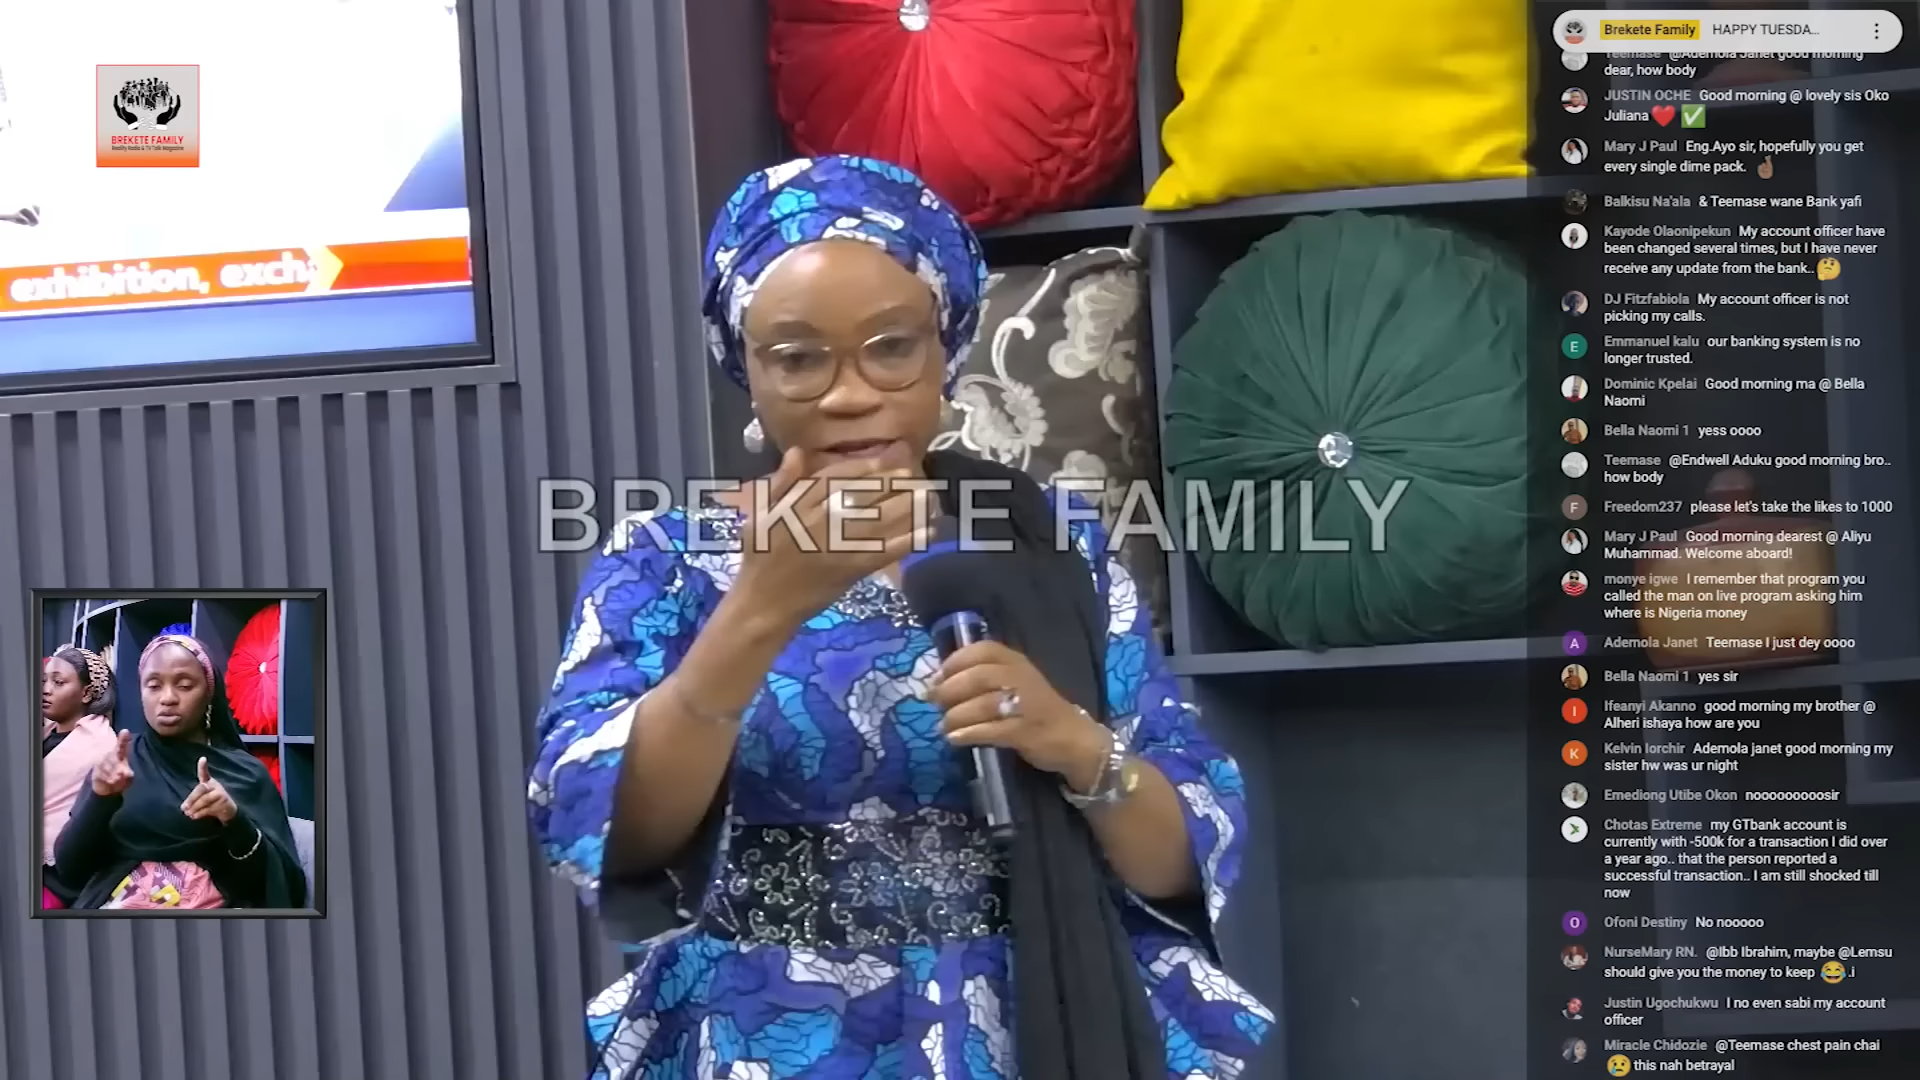 BREKETE FAMILY
Reality Radio & TV Talk Magazine
exhibition, exch
BREKETE FAMILY
Brekete Family HAPPY TUESDA...
Teemase @Ademola Janet good morning
dear, how body
JUSTIN OCHE Good morning @ lovely sis Oko
Juliana ❤️ ✅
Mary J Paul Eng.Ayo sir, hopefully you get
every single dime pack. 🤞🏽
Balkisu Na'ala & Teemase wane Bank yafi
Kayode Olaonipekun My account officer have
been changed several times, but I have never
receive any update from the bank.. 🤔
DJ Fitzfabiola My account officer is not
picking my calls.
E
Emmanuel kalu our banking system is no
longer trusted.
Dominic Kpelai Good morning ma @ Bella
Naomi
Bella Naomi 1 yess oooo
Teemase @Endwell Aduku good morning bro..
how body
F
Freedom237 please let's take the likes to 1000
Mary J Paul Good morning dearest @ Aliyu
Muhammad. Welcome aboard!
monye igwe I remember that program you
called the man on live program asking him
where is Nigeria money
A
Ademola Janet Teemase I just dey oooo
Bella Naomi 1 yes sir
I
Ifeanyi Akanno good morning my brother @
Alheri ishaya how are you
K
Kelvin Iorchir Ademola janet good morning my
sister hw was ur night
Emediong Utibe Okon nooooooooosir
Chotas Extreme my GTbank account is
currently with -500k for a transaction I did over
a year ago.. that the person reported a
successful transaction.. I am still shocked till
now
O
Ofoni Destiny No nooooo
NurseMary RN. @Ibb Ibrahim, maybe @Lemsu
should give you the money to keep 😂 .i
Justin Ugochukwu I no even sabi my account
officer
Miracle Chidozie @Teemase chest pain chai
😢 this nah betrayal